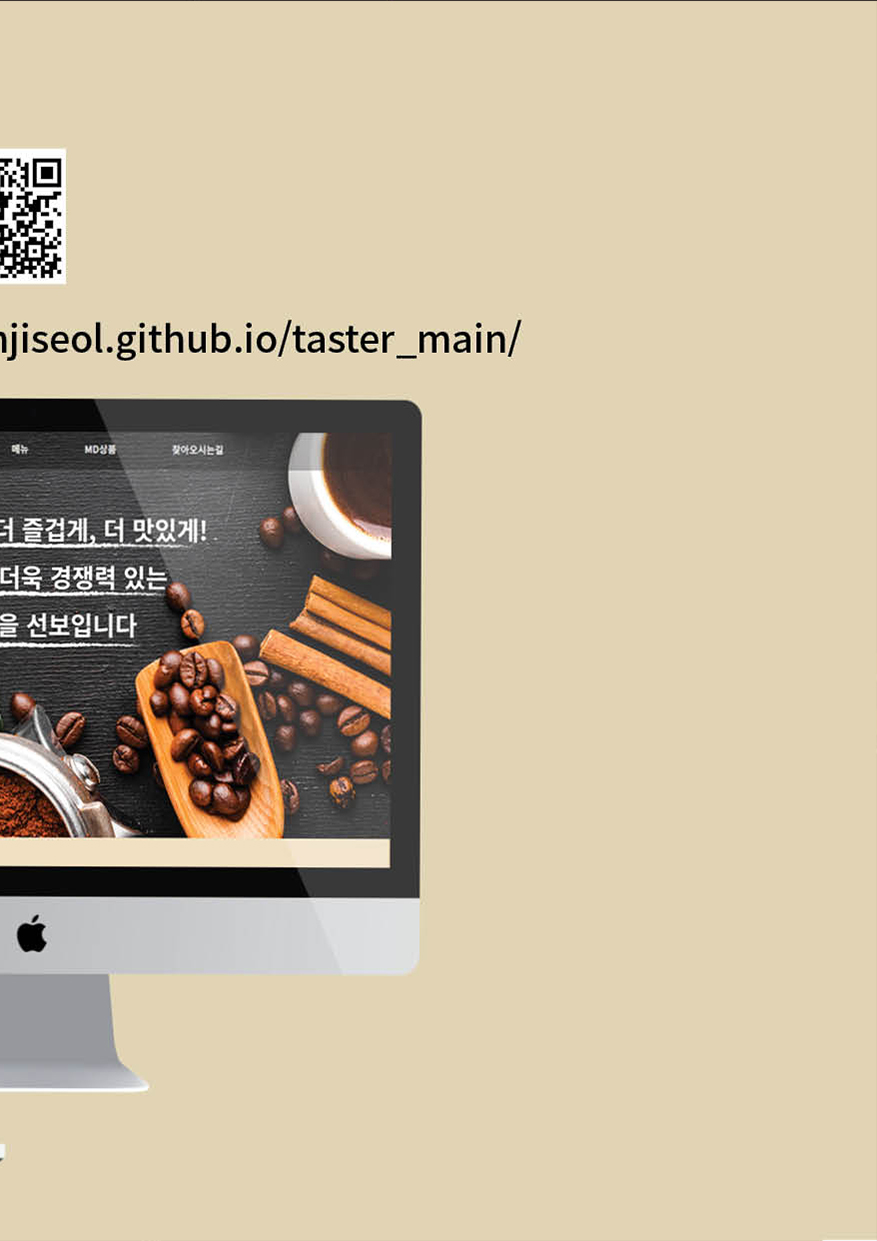 njiseol.github.io/taster_main/
메뉴 MD상품 찾아오시는길
더 즐겁게, 더 맛있게!
더욱 경쟁력 있는
을 선보입니다